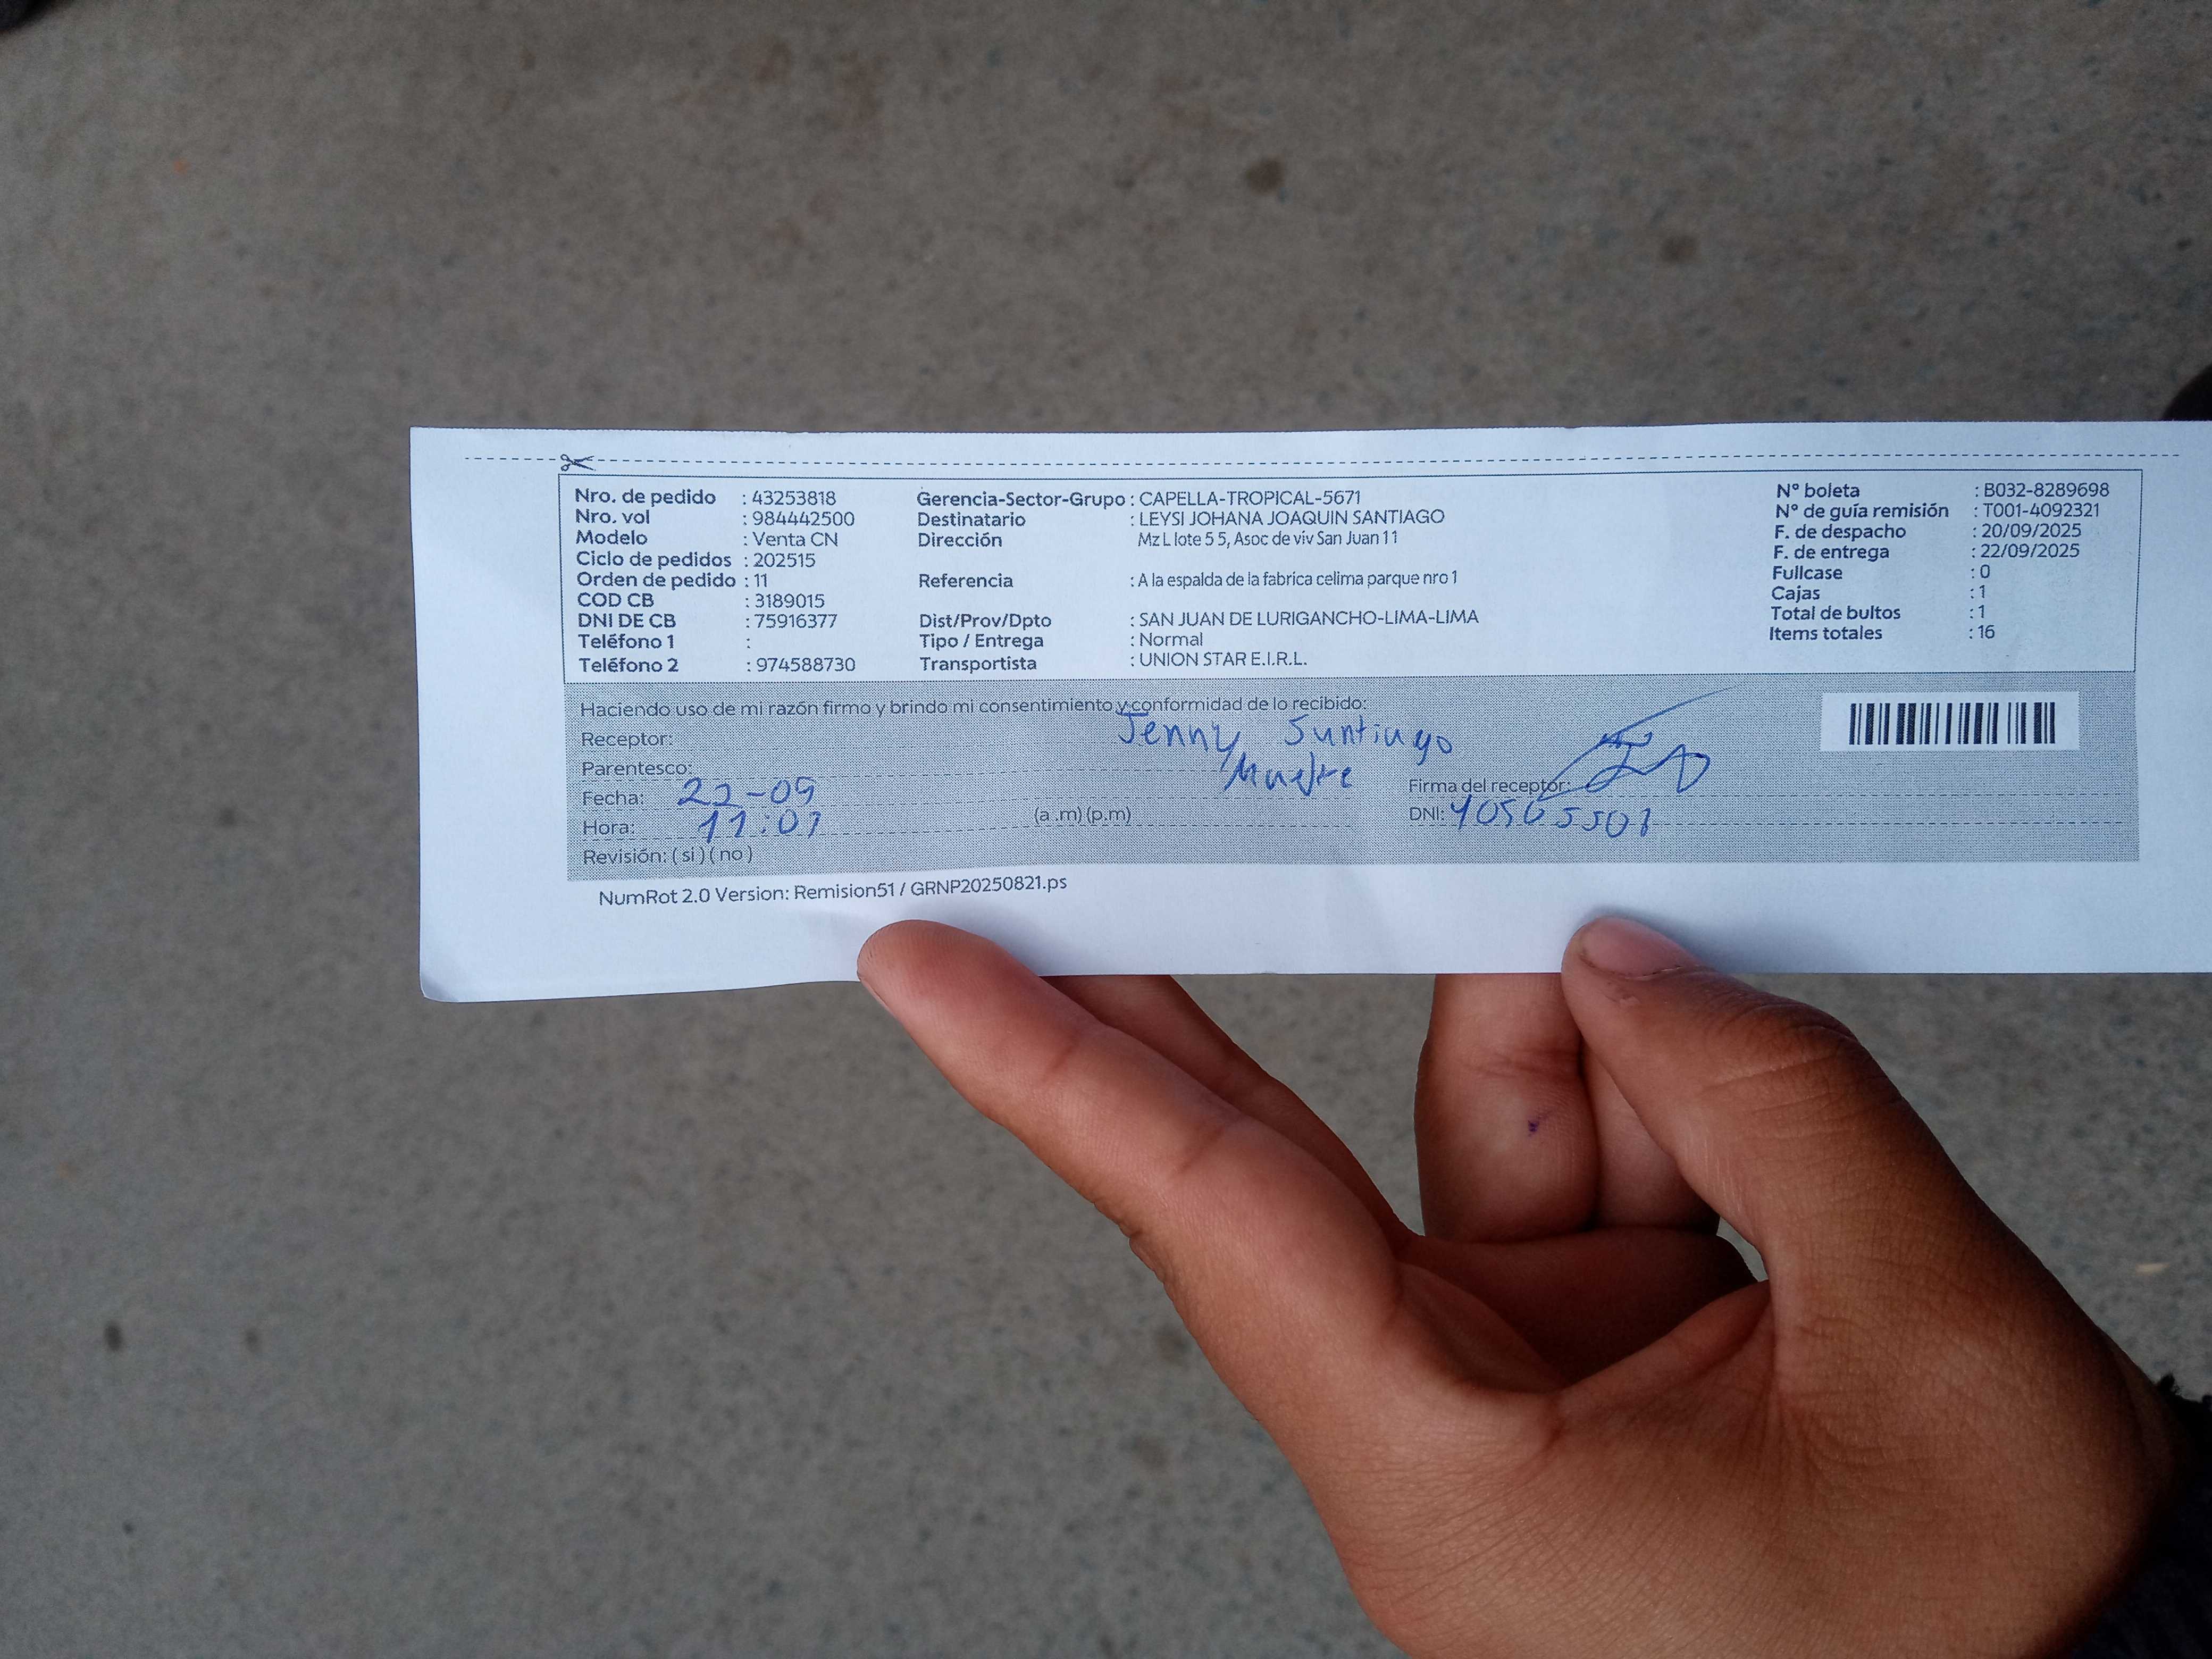 Nro. de pedido : 43253818
Nro. vol : 984442500
Modelo : Venta CN
Ciclo de pedidos : 202515
Orden de pedido : 11
COD CB : 3189015
DNI DE CB : 75916377
Teléfono 1 :
Teléfono 2 : 974588730
Gerencia-Sector-Grupo : CAPELLA-TROPICAL-5671
Destinatario : LEYSI JOHANA JOAQUIN SANTIAGO
Dirección Mz L lote 5 5, Asoc de viv San Juan 11
Referencia : A la espalda de la fabrica celima parque nro 1
Dist/Prov/Dpto : SAN JUAN DE LURIGANCHO-LIMA-LIMA
Tipo / Entrega : Normal
Transportista : UNION STAR E.I.R.L.
N° boleta : B032-8289698
N° de guía remisión : T001-4092321
F. de despacho : 20/09/2025
F. de entrega : 22/09/2025
Fullcase : 0
Cajas : 1
Total de bultos : 1
Items totales : 16
Haciendo uso de mi razón firmo y brindo mi consentimiento y conformidad de lo recibido:
Receptor: Jenny Suntiago
Parentesco:
Fecha: 22-09
Hora: 11:07 (a .m) (p.m)
Revisión: ( si ) ( no )
Firma del receptor:
DNI:
NumRot 2.0 Version: Remision51 / GRNP20250821.ps